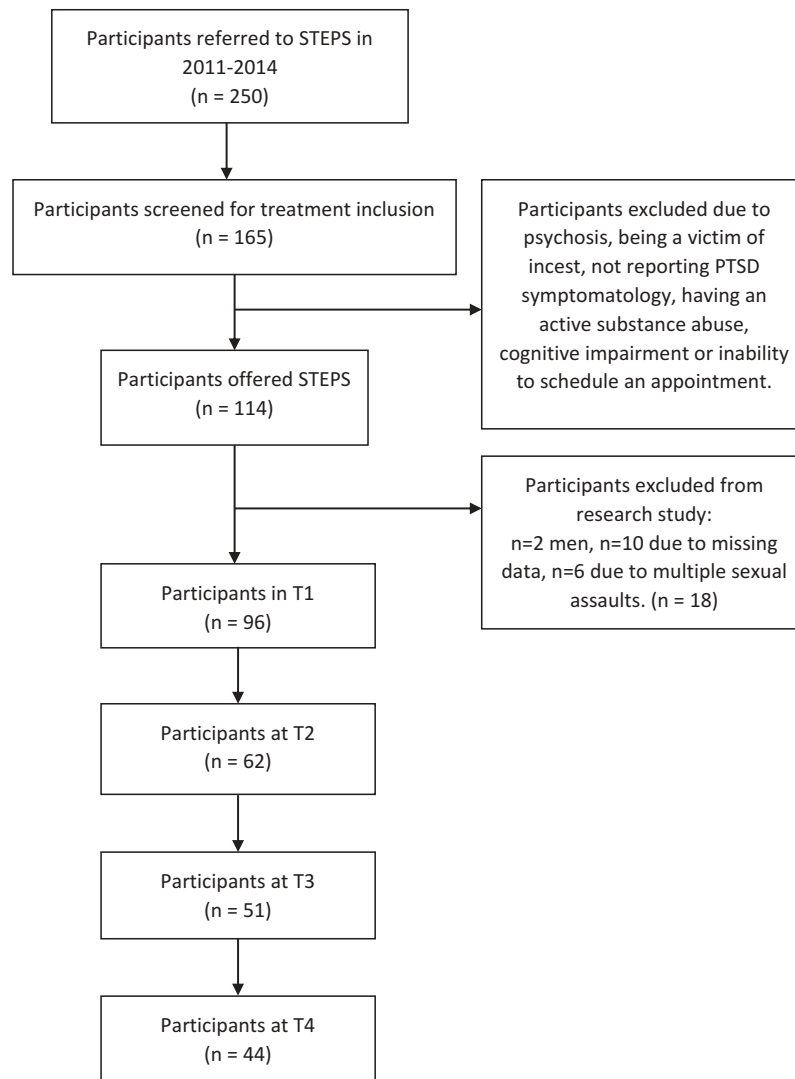 Participants referred to STEPS in
2011-2014
(n = 250)
Participants screened for treatment inclusion
(n = 165)
Participants excluded due to
psychosis, being a victim of
incest, not reporting PTSD
symptomatology, having an
active substance abuse,
cognitive impairment or inability
to schedule an appointment.
Participants offered STEPS
(n = 114)
Participants excluded from
research study:
n=2 men, n=10 due to missing
data, n=6 due to multiple sexual
assaults. (n = 18)
Participants in T1
(n = 96)
Participants at T2
(n = 62)
Participants at T3
(n = 51)
Participants at T4
(n = 44)